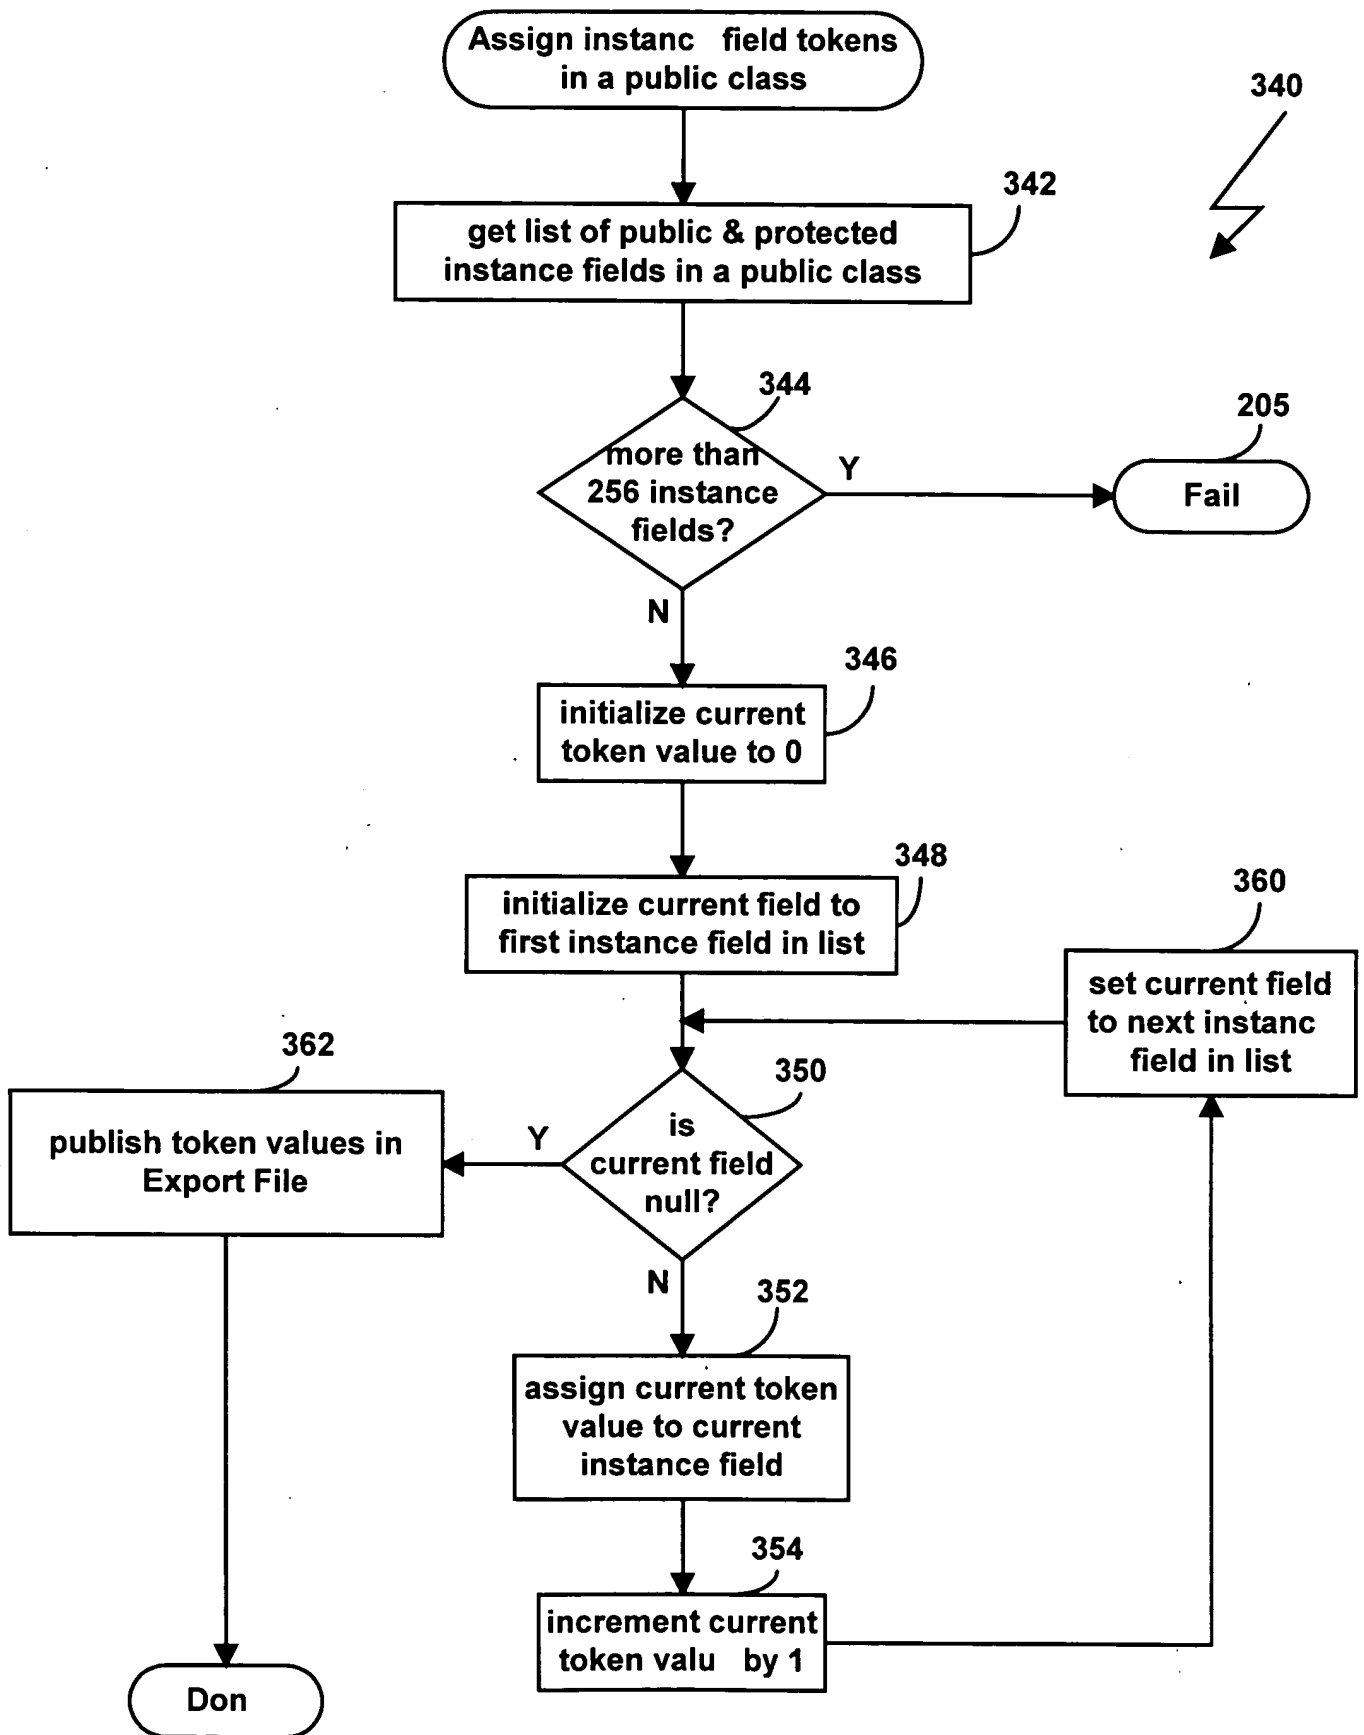 Assign instanc field tokens
in a public class
340
342
get list of public & protected
instance fields in a public class
344
more than
256 instance
fields?
Y
205
Fail
N
346
initialize current
token value to 0
348
initialize current field to
first instance field in list
360
set current field
to next instanc
field in list
362
publish token values in
Export File
Y
350
is
current field
null?
N
352
assign current token
value to current
instance field
354
increment current
token valu by 1
Don